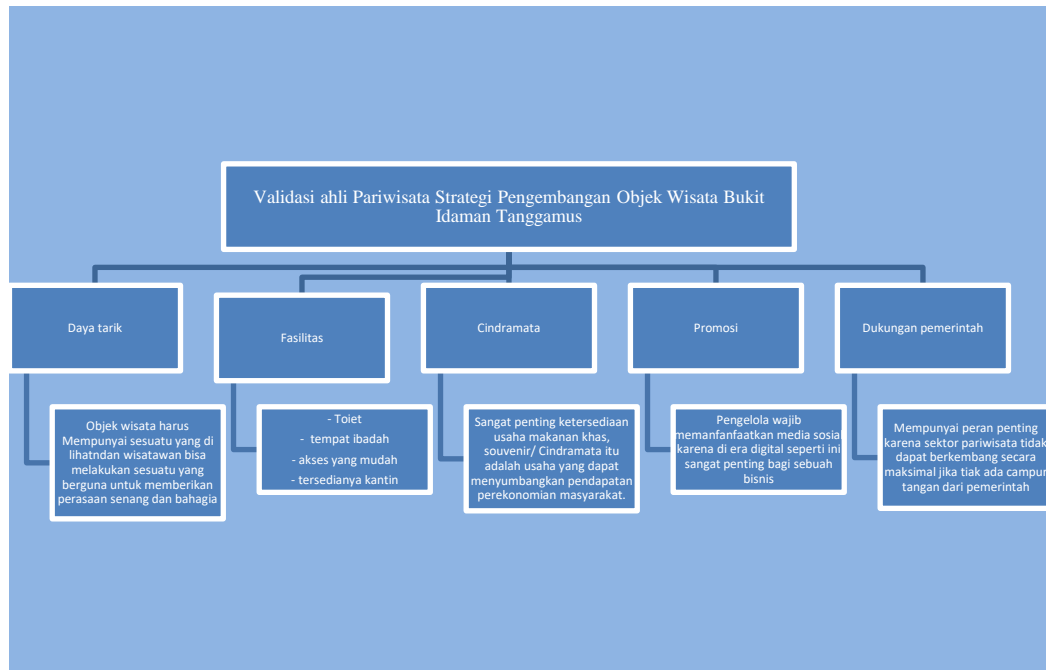 Validasi ahli Pariwisata Strategi Pengembangan Objek Wisata Bukit
Idaman Tanggamus
Daya tarik
Fasilitas
Cindramata
Promosi
Dukungan pemerintah
Objek wisata harus
Mempunyai sesuatu yang di
lihatndan wisatawan bisa
melakukan sesuatu yang
berguna untuk memberikan
perasaan senang dan bahagia
- Toiet
- tempat ibadah
- akses yang mudah
- tersedianya kantin
Sangat penting ketersediaan
usaha makanan khas,
souvenir/ Cindramata itu
adalah usaha yang dapat
menyumbangkan pendapatan
perekonomian masyarakat.
Pengelola wajib
memanfanfaatkan media sosial
karena di era digital seperti ini
sangat penting bagi sebuah
bisnis
Mempunyai peran penting
karena sektor pariwisata tidak
dapat berkembang secara
maksimal jika tiak ada campur
tangan dari pemerintah